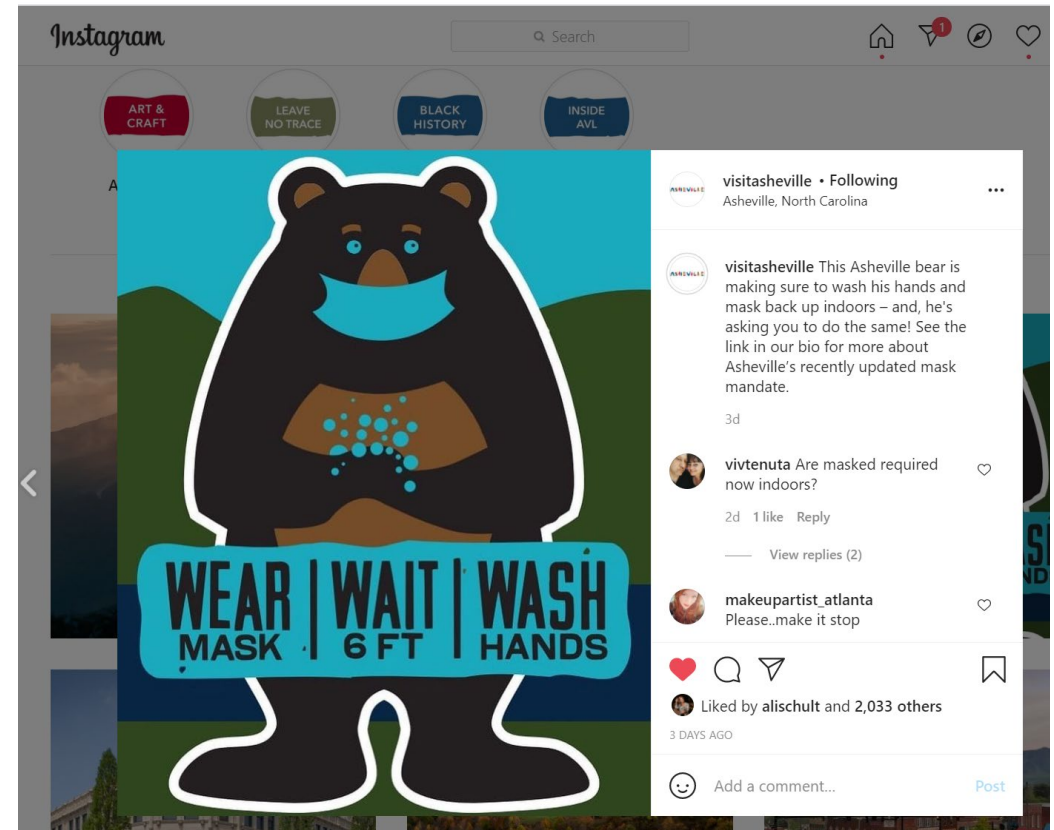 Instagram
Search
1
ART &
CRAFT
LEAVE
NO TRACE
BLACK
HISTORY
INSIDE
AVL
A
WEAR | WAIT | WASH
MASK 6 FT HANDS
ASHEVILLE
visitasheville • Following
Asheville, North Carolina
ASHEVILLE
visitasheville This Asheville bear is
making sure to wash his hands and
mask back up indoors – and, he's
asking you to do the same! See the
link in our bio for more about
Asheville's recently updated mask
mandate.
3d
vivtenuta Are masked required
now indoors?
2d 1 like Reply
View replies (2)
makeupartist_atlanta
Please..make it stop
Liked by alischult and 2,033 others
3 DAYS AGO
Add a comment...
Post